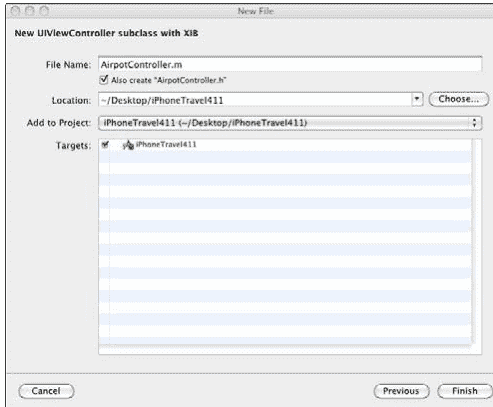 New File
New UIViewController subclass with XIB
File Name: AirpotController.m
Also create "AirpotController.h"
Location: ~/Desktop/iPhoneTravel411 Choose...
Add to Project: iPhoneTravel411 (~/Desktop/iPhoneTravel411)
Targets: iPhoneTravel411
Cancel Previous Finish